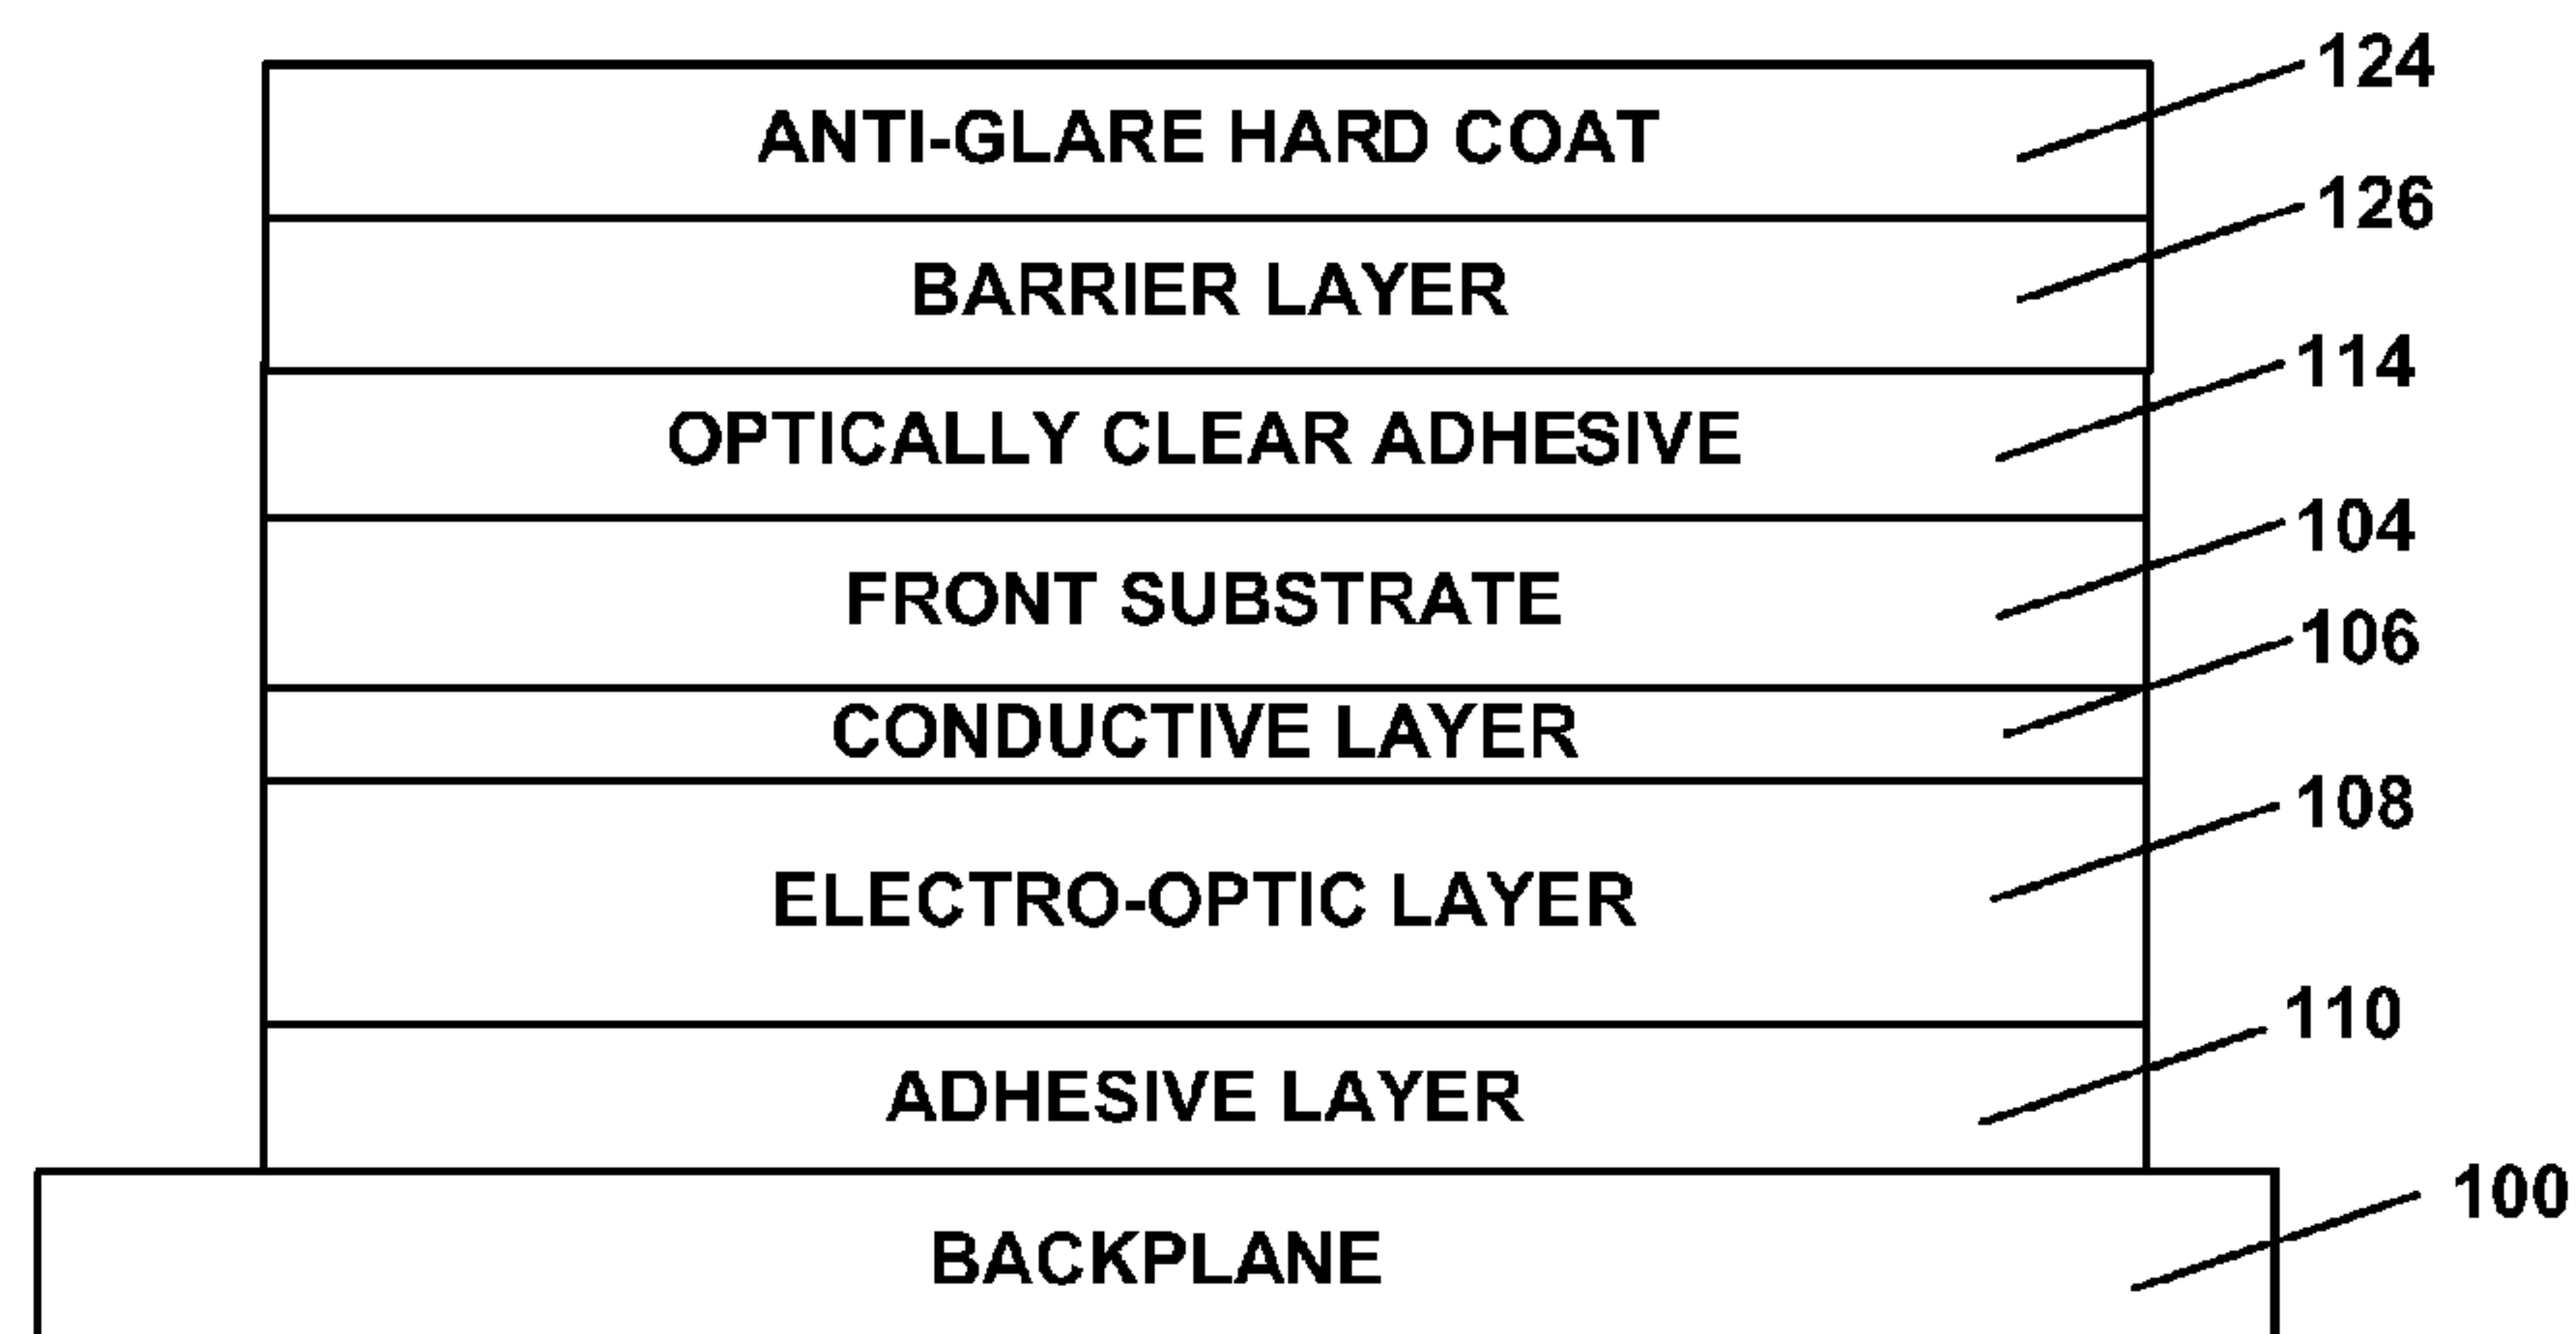 124
ANTI-GLARE HARD COAT
126
BARRIER LAYER
114
OPTICALLY CLEAR ADHESIVE
104
FRONT SUBSTRATE
106
CONDUCTIVE LAYER
108
ELECTRO-OPTIC LAYER
110
ADHESIVE LAYER
100
BACKPLANE